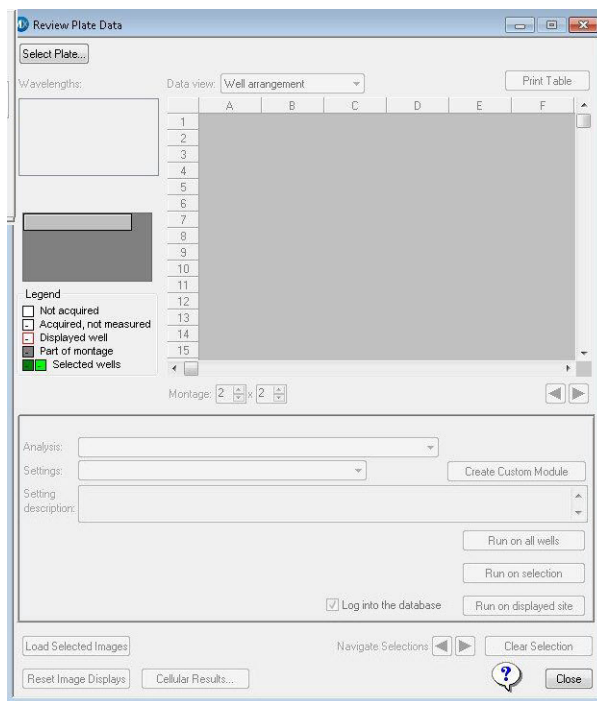 Review Plate Data
Select Plate...
Wavelengths:
Data view: Well arrangement
Print Table
A B C D E F
1
2
3
4
5
6
7
8
9
10
11
12
13
14
15
Legend
Not acquired
Acquired, not measured
Displayed well
Part of montage
Selected wells
Montage: 2 x 2
Analysis:
Settings:
Create Custom Module
Setting
description:
Run on all wells
Run on selection
Log into the database
Run on displayed site
Load Selected Images
Navigate Selections
Clear Selection
Reset Image Displays
Cellular Results...
?
Close